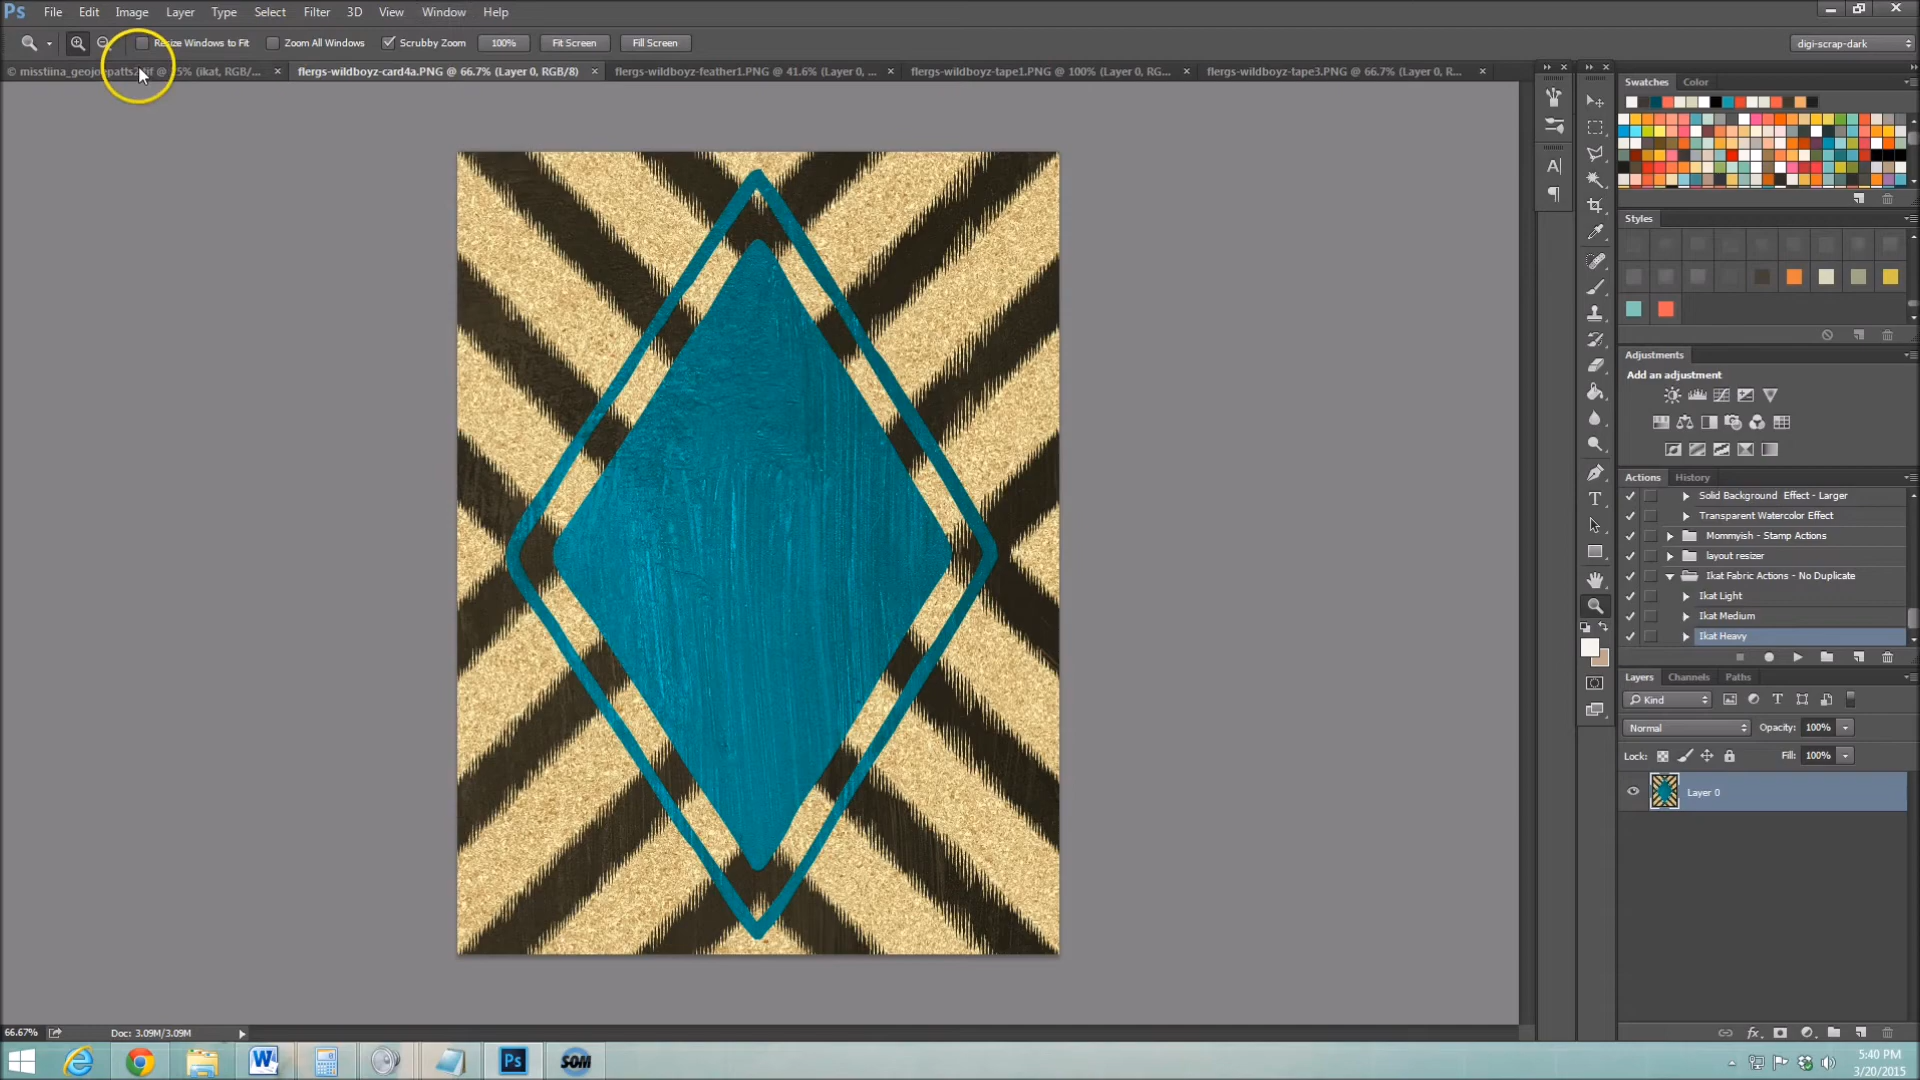 Ps File Edit Image Layer Type Select Filter 3D View Window Help
Resize Windows to Fit Zoom All Windows Scrubby Zoom 100% Fit Screen Fill Screen digi-scrap-dark
(ikat, RGB/... × flergs-wildboyz-card4a.PNG @ 66.7% (Layer 0, RGB/8) × flergs-wildboyz-feather1.PNG @ 41.6% (Layer 0, ... × flergs-wildboyz-tape1.PNG @ 100% (Layer 0, RG... × flergs-wildboyz-tape3.PNG @ 66.7% (Layer 0, R... ×
Swatches Color
Styles
Adjustments
Add an adjustment
Actions History
Solid Background Effect - Larger
Transparent Watercolor Effect
Mommyish - Stamp Actions
layout resizer
Ikat Fabric Actions - No Duplicate
Ikat Light
Ikat Medium
Ikat Heavy
Layers Channels Paths
Kind
Normal Opacity: 100%
Lock: Fill: 100%
Layer 0
66.67% Doc: 3.09M/3.09M
W Ps SOM
5:40 PM
3/20/2015